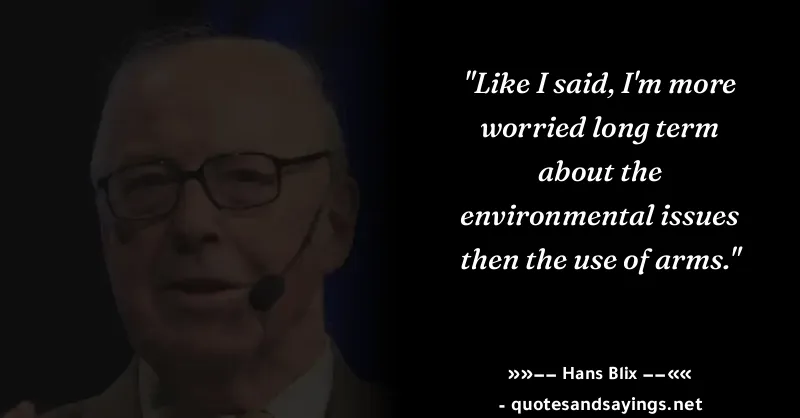 "Like I said, I'm more
worried long term
about the
environmental issues
then the use of arms."
»»−− Hans Blix −−««
- quotesandsayings.net